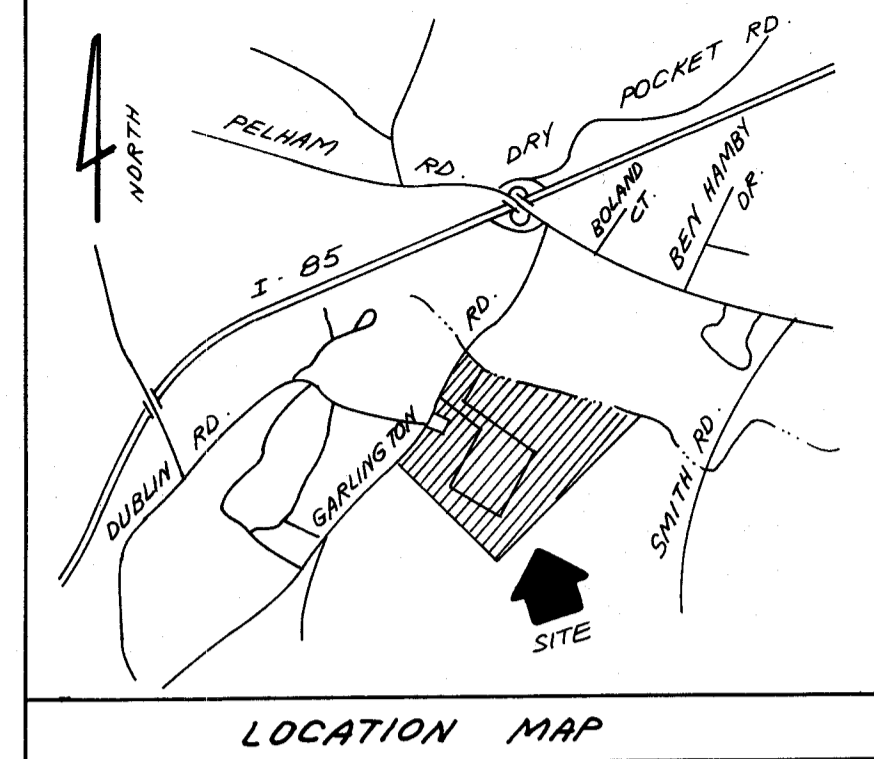 NORTH
PELHAM RD.
DRY POCKET RD.
I-85
BOLAND CT.
BEN HAMBY DR.
DUBLIN RD.
GARLINGTON RD.
SMITH RD.
SITE
LOCATION MAP